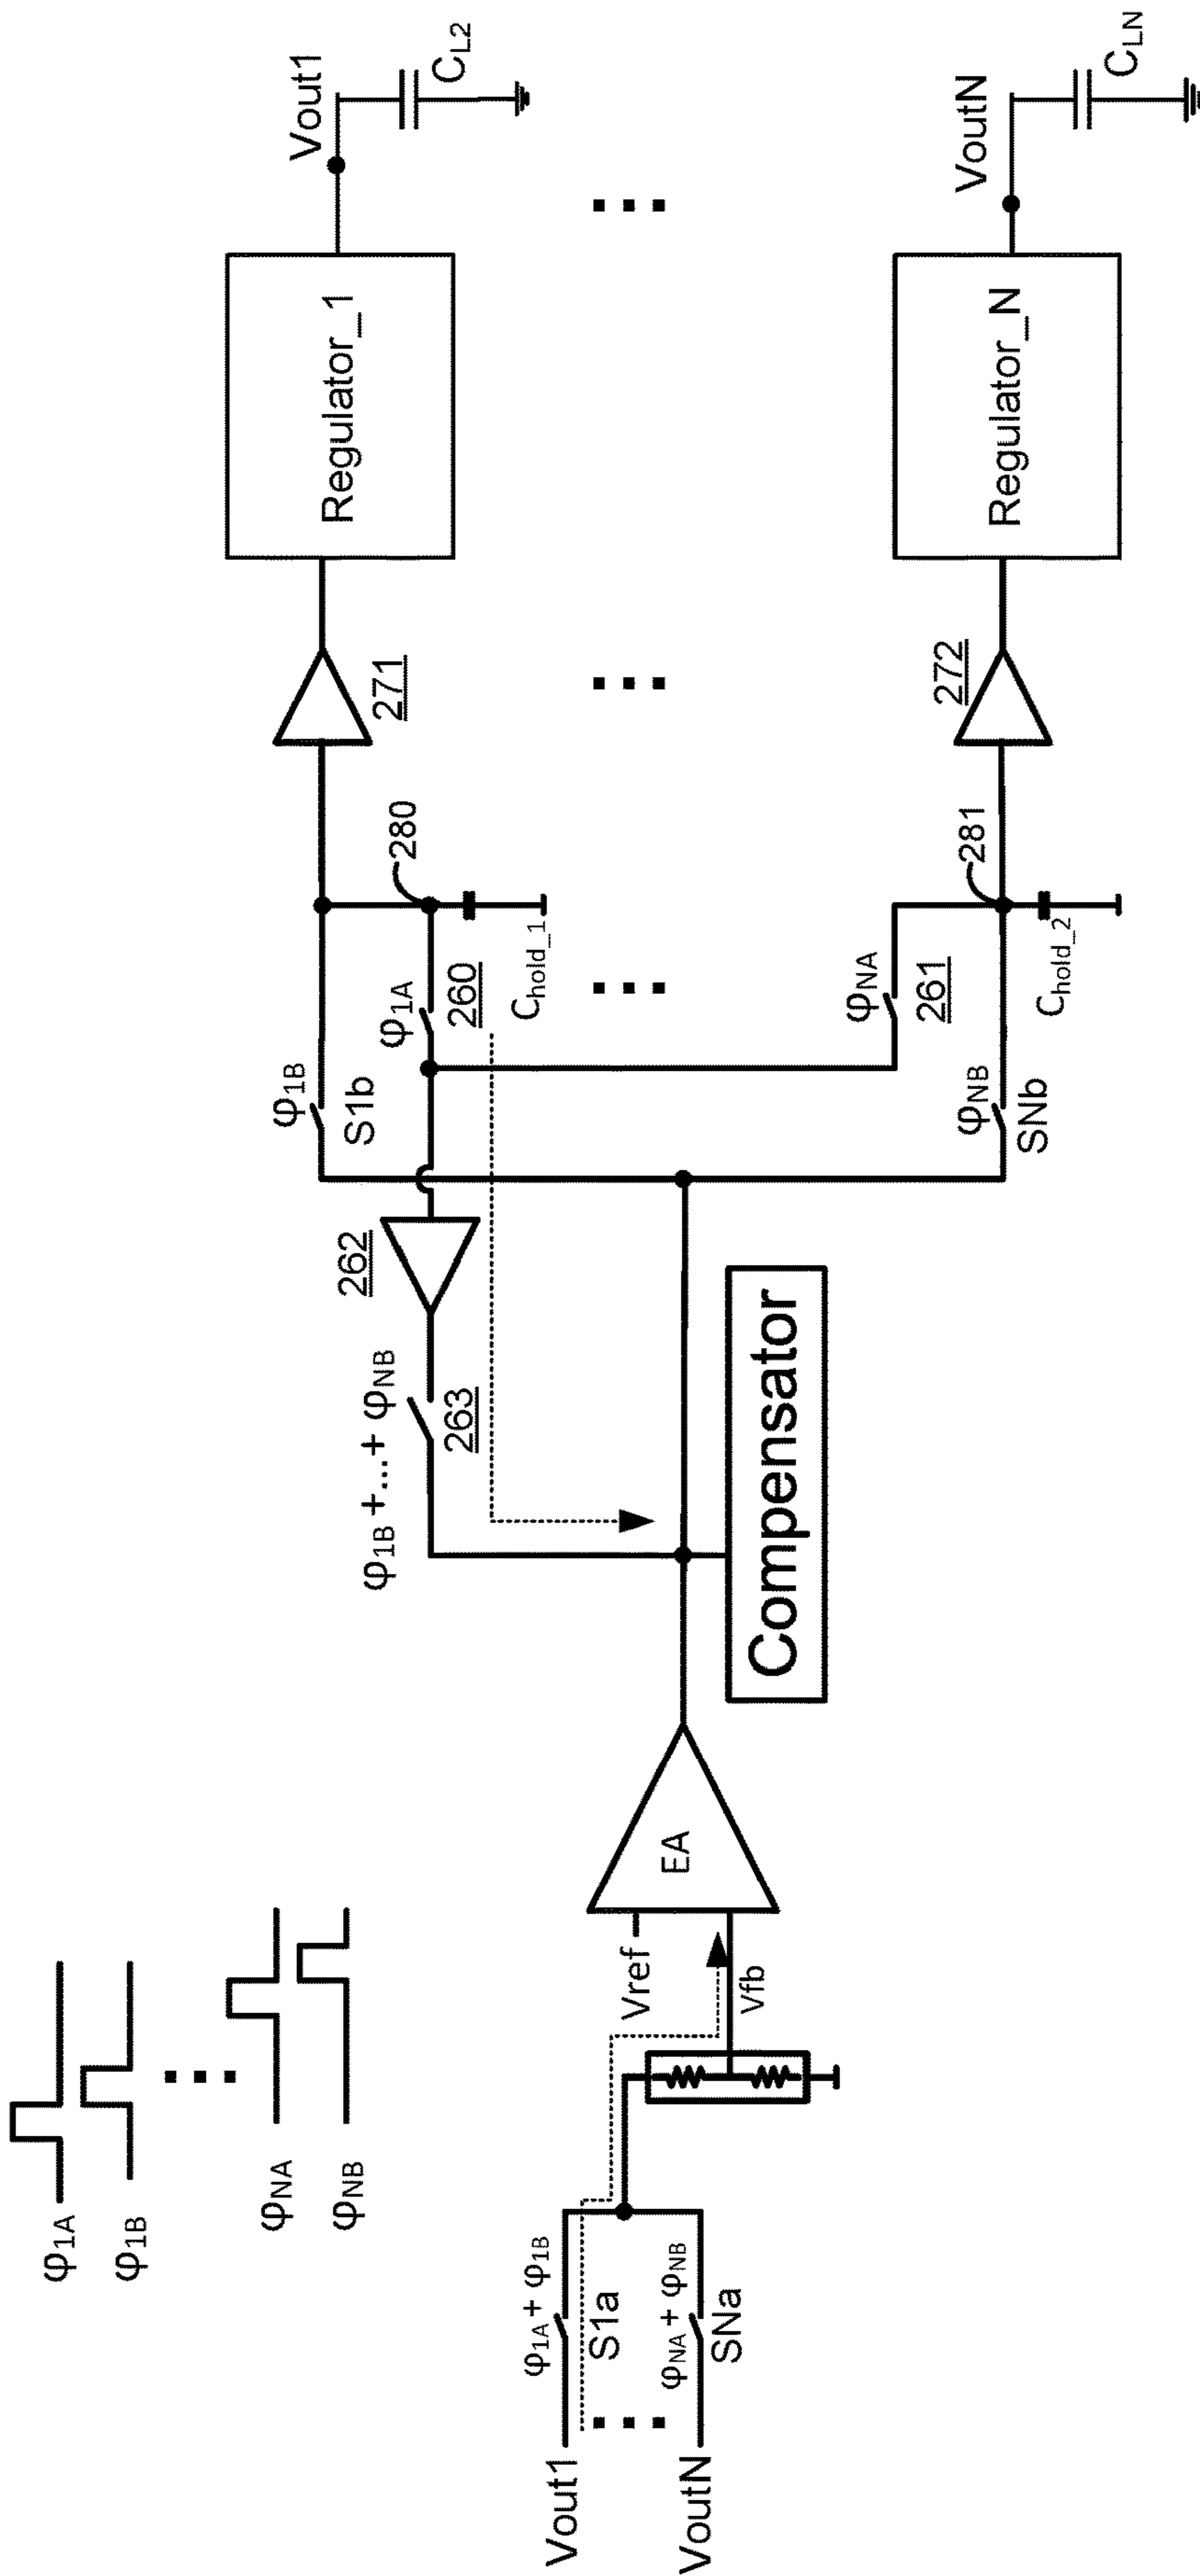 φ1A
φ1B
φNA
φNB
Vout1
VoutN
φ1A + φ1B
S1a
φNA + φNB
SNa
Vref
Vfb
EA
Compensator
φ1B +...+ φNB
263
262
φ1B
S1b
φ1A
260
280
Chold_1
φNA
261
φNB
SNb
281
Chold_2
271
272
Regulator_1
Regulator_N
Vout1
CL2
VoutN
CLN